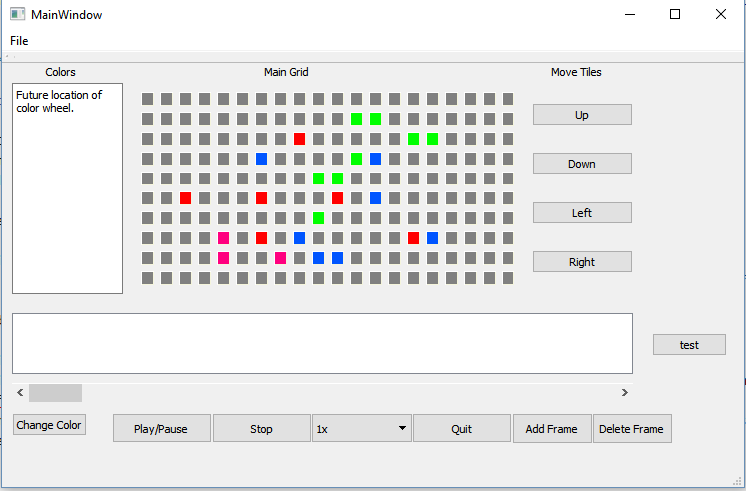 MainWindow
File
Colors
Main Grid
Move Tiles
Future location of
color wheel.
Up
Down
Left
Right
test
Change Color
Play/Pause
Stop
1x
Quit
Add Frame
Delete Frame